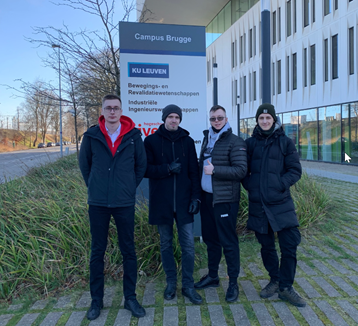 Campus Brugge
KU LEUVEN
Bewegings- en
Revalidatiewetenschappen
Industriële
Ingenieurswetenschappen